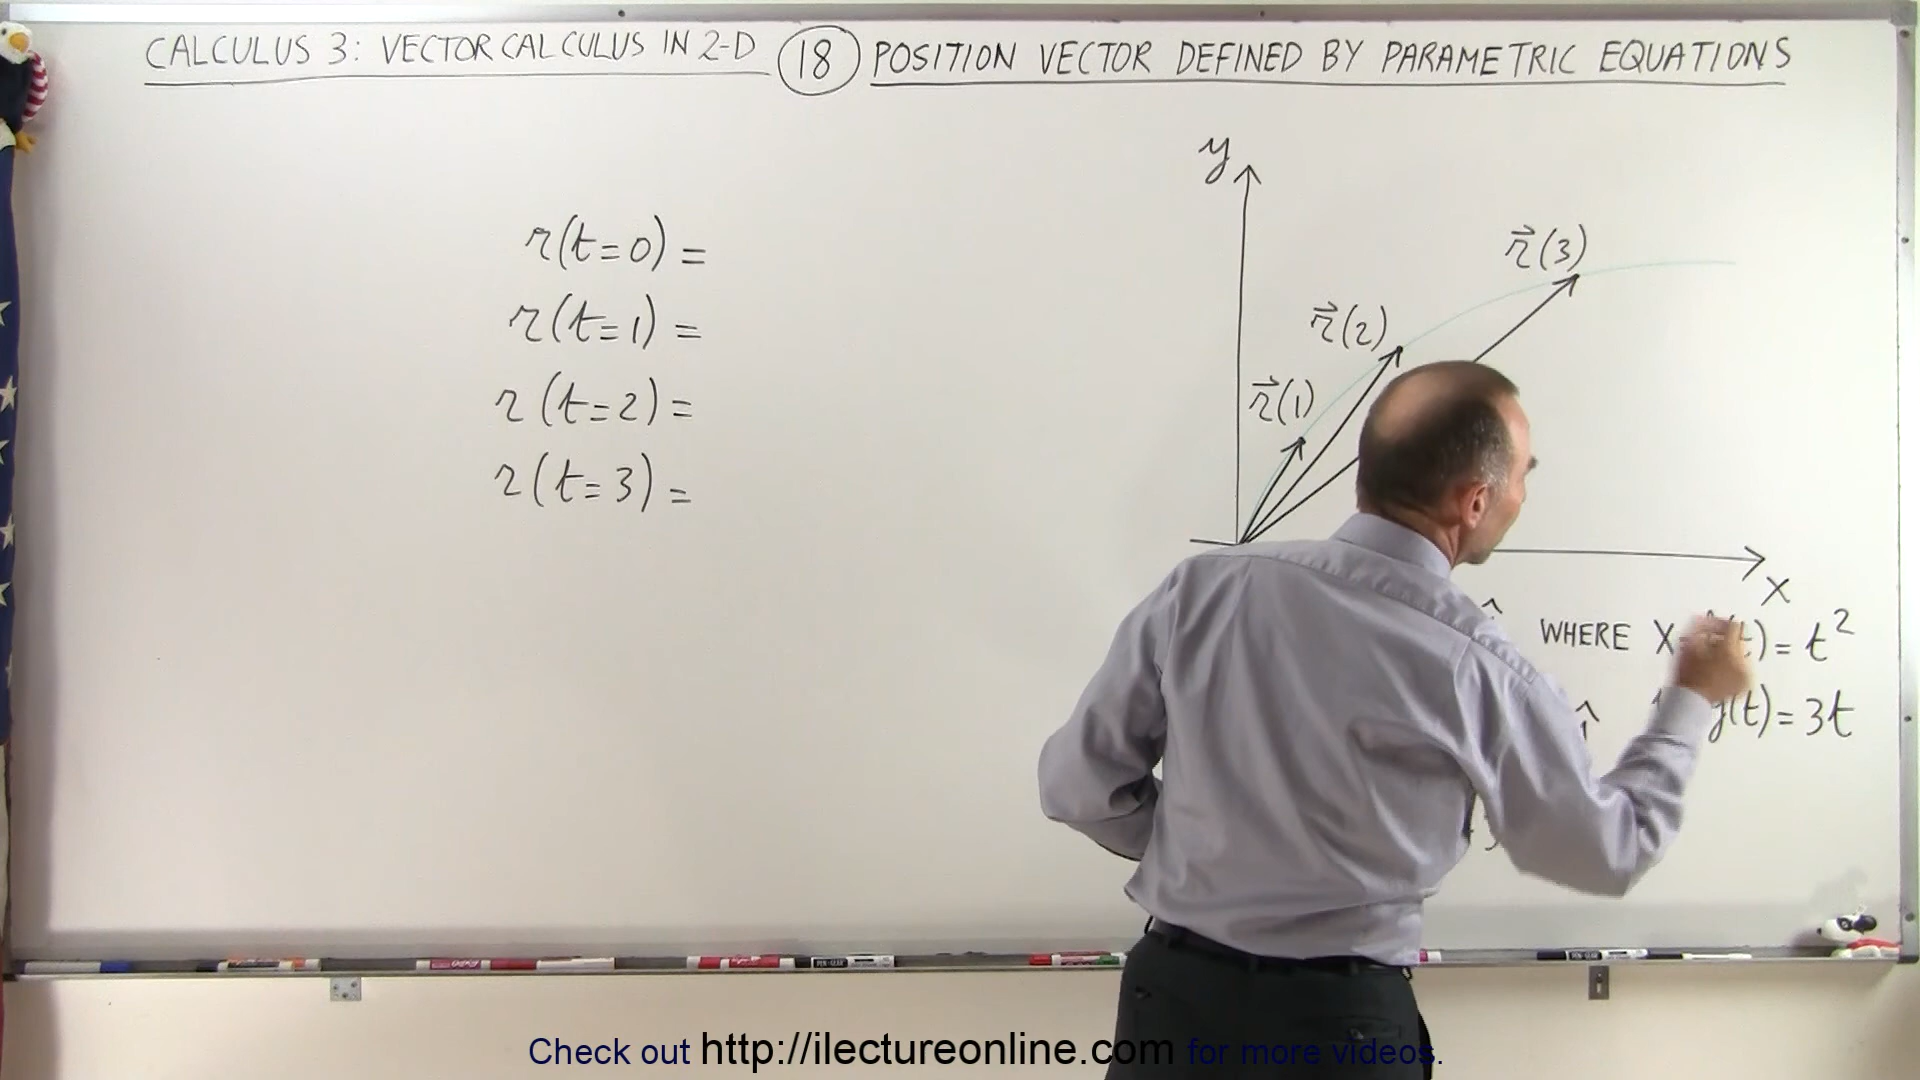 CALCULUS 3: VECTOR CALCULUS IN 2-D (18) POSITION VECTOR DEFINED BY PARAMETRIC EQUATIONS
y
r(t=0) =
r⃗(3)
r(t=1) =
r⃗(2)
r(t=2) =
r⃗(1)
r(t=3) =
x
WHERE X (t) = t²
y(t) = 3t
Check out http://ilectureonline.com for more videos.